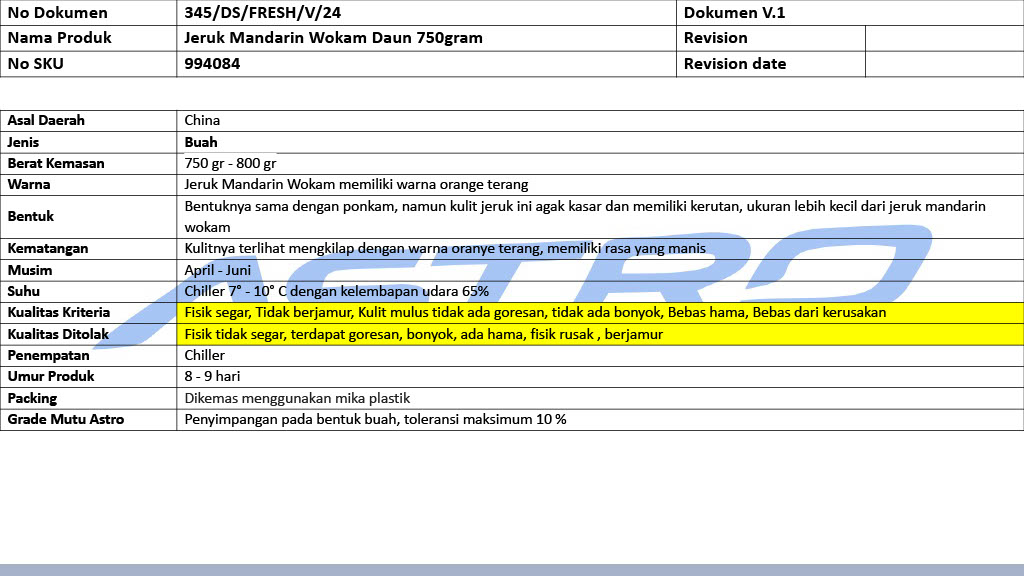 No Dokumen 345/DS/FRESH/V/24 Dokumen V.1
Nama Produk Jeruk Mandarin Wokam Daun 750gram Revision
No SKU 994084 Revision date
Asal Daerah China
Jenis Buah
Berat Kemasan 750 gr - 800 gr
Warna Jeruk Mandarin Wokam memiliki warna orange terang
Bentuk Bentuknya sama dengan ponkam, namun kulit jeruk ini agak kasar dan memiliki kerutan, ukuran lebih kecil dari jeruk mandarin
wokam
Kematangan Kulitnya terlihat mengkilap dengan warna oranye terang, memiliki rasa yang manis
Musim April - Juni
Suhu Chiller 7° - 10° C dengan kelembapan udara 65%
Kualitas Kriteria Fisik segar, Tidak berjamur, Kulit mulus tidak ada goresan, tidak ada bonyok, Bebas hama, Bebas dari kerusakan
Kualitas Ditolak Fisik tidak segar, terdapat goresan, bonyok, ada hama, fisik rusak , berjamur
Penempatan Chiller
Umur Produk 8 - 9 hari
Packing Dikemas menggunakan mika plastik
Grade Mutu Astro Penyimpangan pada bentuk buah, toleransi maksimum 10 %
ASTRO